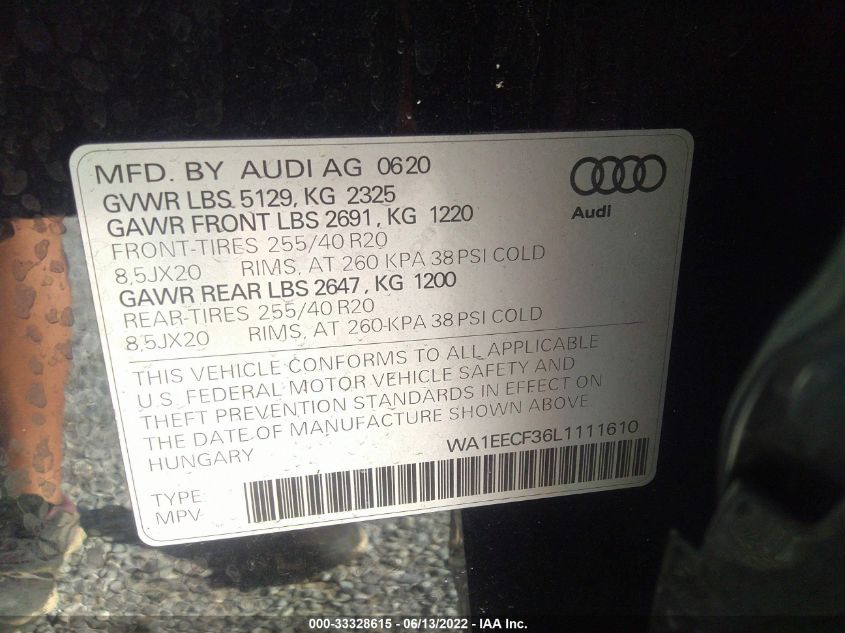 MFD. BY AUDI AG 0620
GVWR LBS 5129, KG 2325
GAWR FRONT LBS 2691, KG 1220
FRONT-TIRES 255/40 R20
8,5JX20 RIMS, AT 260 KPA 38 PSI COLD
GAWR REAR LBS 2647, KG 1200
REAR-TIRES 255/40 R20
8,5JX20 RIMS, AT 260-KPA 38 PSI COLD
Audi
THIS VEHICLE CONFORMS TO ALL APPLICABLE
U.S. FEDERAL MOTOR VEHICLE SAFETY AND
THEFT PREVENTION STANDARDS IN EFFECT ON
THE DATE OF MANUFACTURE SHOWN ABOVE
HUNGARY WA1EECF36L1111610
TYPE:
MPV
000-33328615 - 06/13/2022 - IAA Inc.